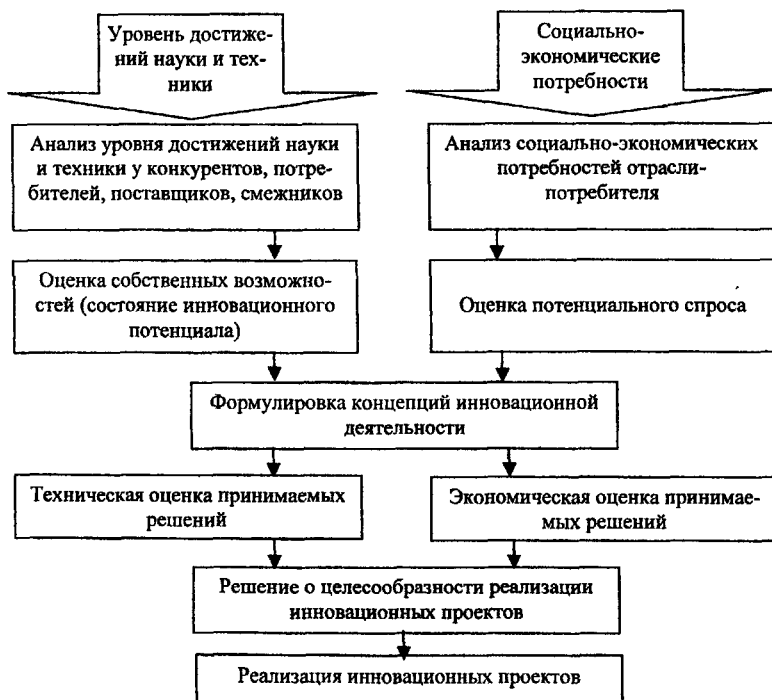 Уровень достиже-
ний науки и тех-
ники
Социально-
экономические
потребности
Анализ уровня достижений науки
и техники у конкурентов, потре-
бителей, поставщиков, смежников
Анализ социально-экономических
потребностей отрасли-
потребителя
Оценка собственных возможно-
стей (состояние инновационного
потенциала)
Оценка потенциального спроса
Формулировка концепций инновационной
деятельности
Техническая оценка принимаемых
решений
Экономическая оценка принимае-
мых решений
Решение о целесообразности реализации
инновационных проектов
Реализация инновационных проектов